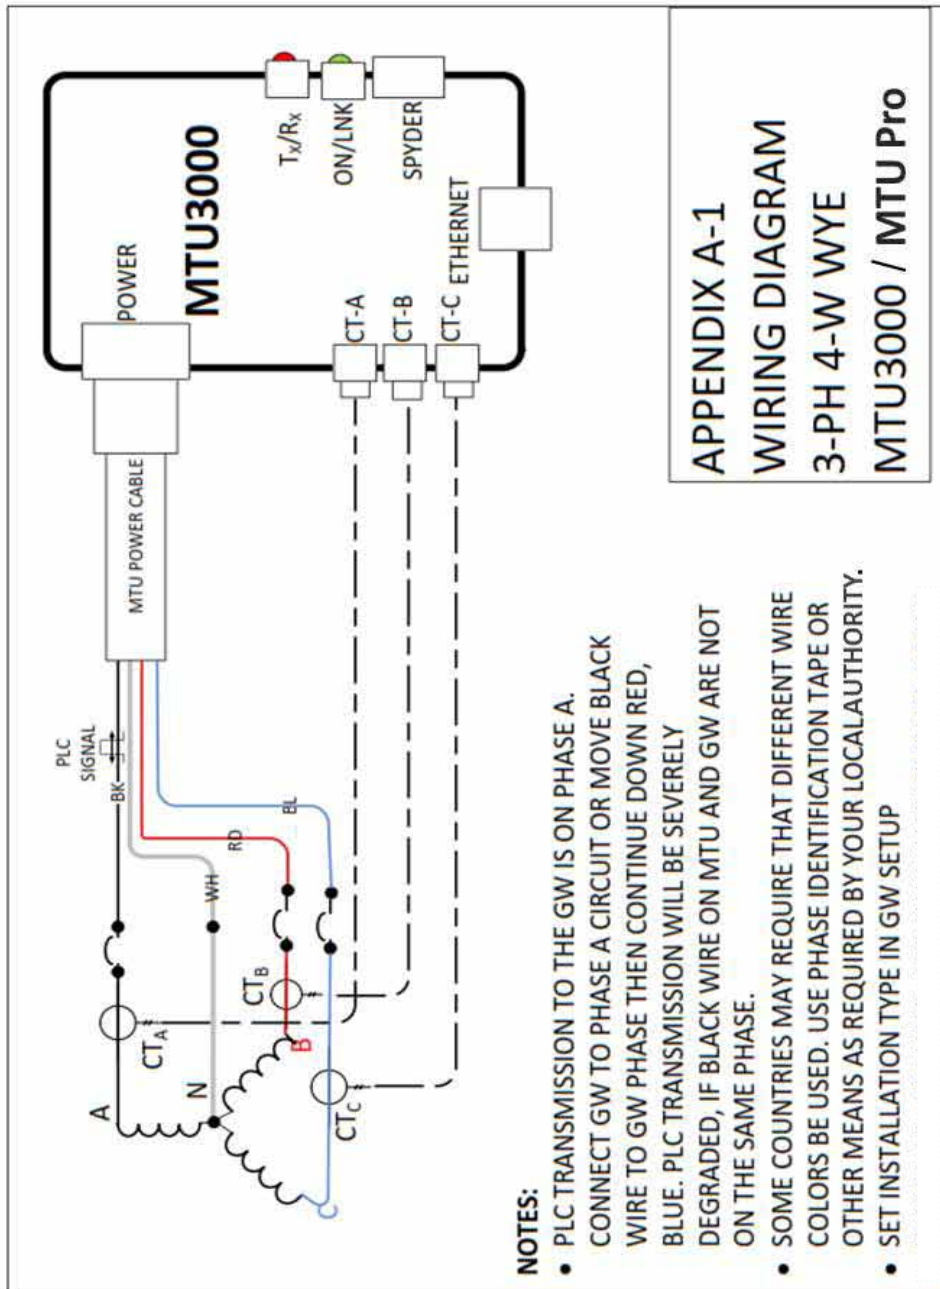 MTU3000
POWER
Tx/Rx
ON/LNK
SPYDER
ETHERNET
CT-A
CT-B
CT-C
MTU POWER CABLE
PLC
SIGNAL
BK
WH
RD
BL
A
N
B
C
CTA
CTB
CTC
NOTES:
• PLC TRANSMISSION TO THE GW IS ON PHASE A.
CONNECT GW TO PHASE A CIRCUIT OR MOVE BLACK
WIRE TO GW PHASE THEN CONTINUE DOWN RED,
BLUE. PLC TRANSMISSION WILL BE SEVERELY
DEGRADED, IF BLACK WIRE ON MTU AND GW ARE NOT
ON THE SAME PHASE.
• SOME COUNTRIES MAY REQUIRE THAT DIFFERENT WIRE
COLORS BE USED. USE PHASE IDENTIFICATION TAPE OR
OTHER MEANS AS REQUIRED BY YOUR LOCALAUTHORITY.
• SET INSTALLATION TYPE IN GW SETUP
APPENDIX A-1
WIRING DIAGRAM
3-PH 4-W WYE
MTU3000 / MTU Pro